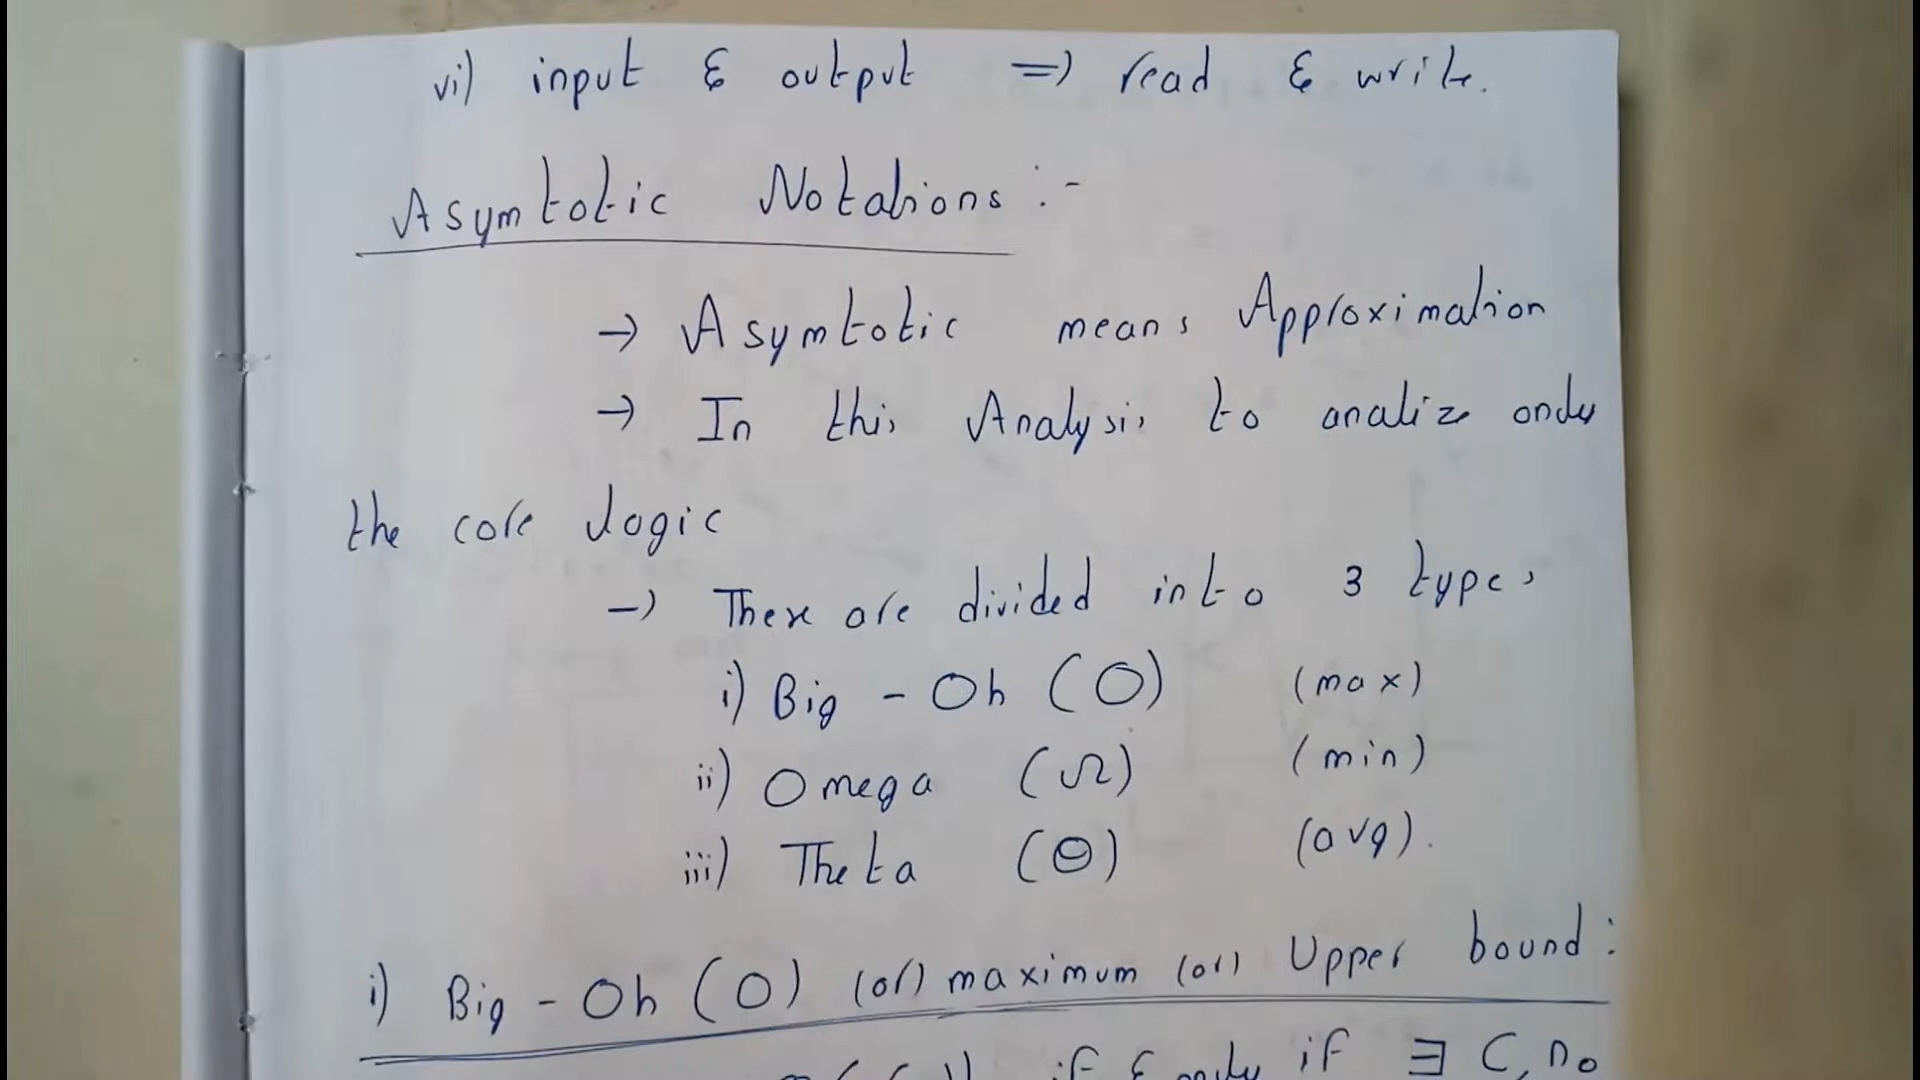 vi) input & output => read & write.
Asymtotic Notations :-
→ Asymtotic means Approximation
→ In this Analysis to analize only
the core logic
→ These are divided into 3 types
i) Big - Oh (O) (max)
ii) Omega (Ω) (min)
iii) Theta (Θ) (avg).
i) Big - Oh (O) (or) maximum (or) Upper bound :
if & only if ∃ C, n₀